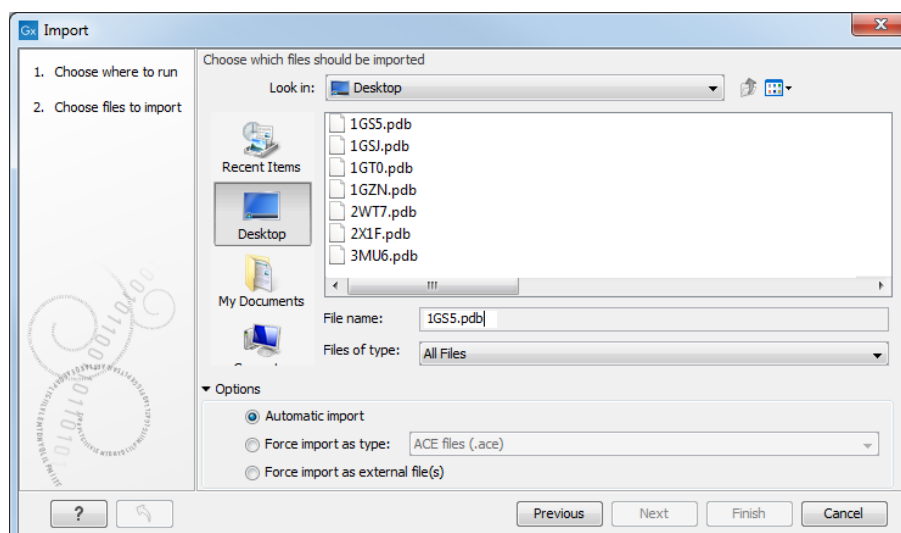 Gx Import
1. Choose where to run
2. Choose files to import
Choose which files should be imported
Look in: Desktop
Recent Items
Desktop
My Documents
1GS5.pdb
1GSJ.pdb
1GT0.pdb
1GZN.pdb
2WT7.pdb
2X1F.pdb
3MU6.pdb
File name: 1GS5.pdb
Files of type: All Files
Options
Automatic import
Force import as type: ACE files (.ace)
Force import as external file(s)
? Previous Next Finish Cancel